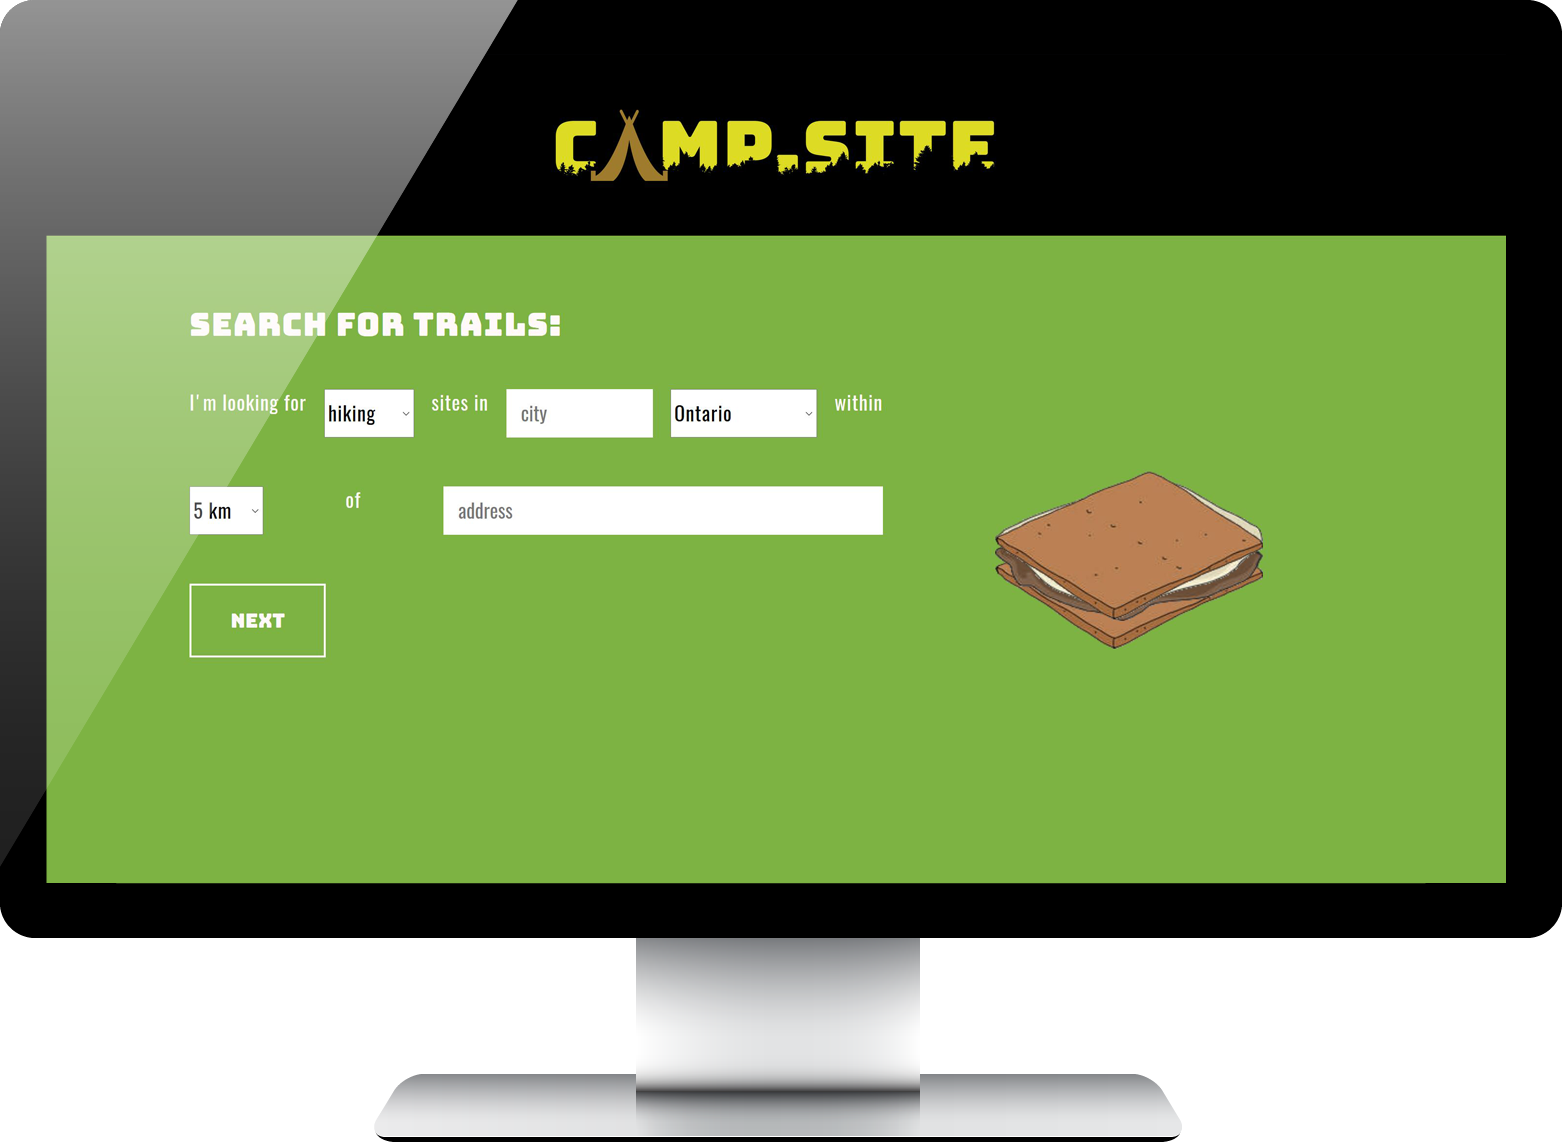 CAMP.SITE
SEARCH FOR TRAILS:
I'm looking for hiking sites in city Ontario within
5 km of address
NEXT